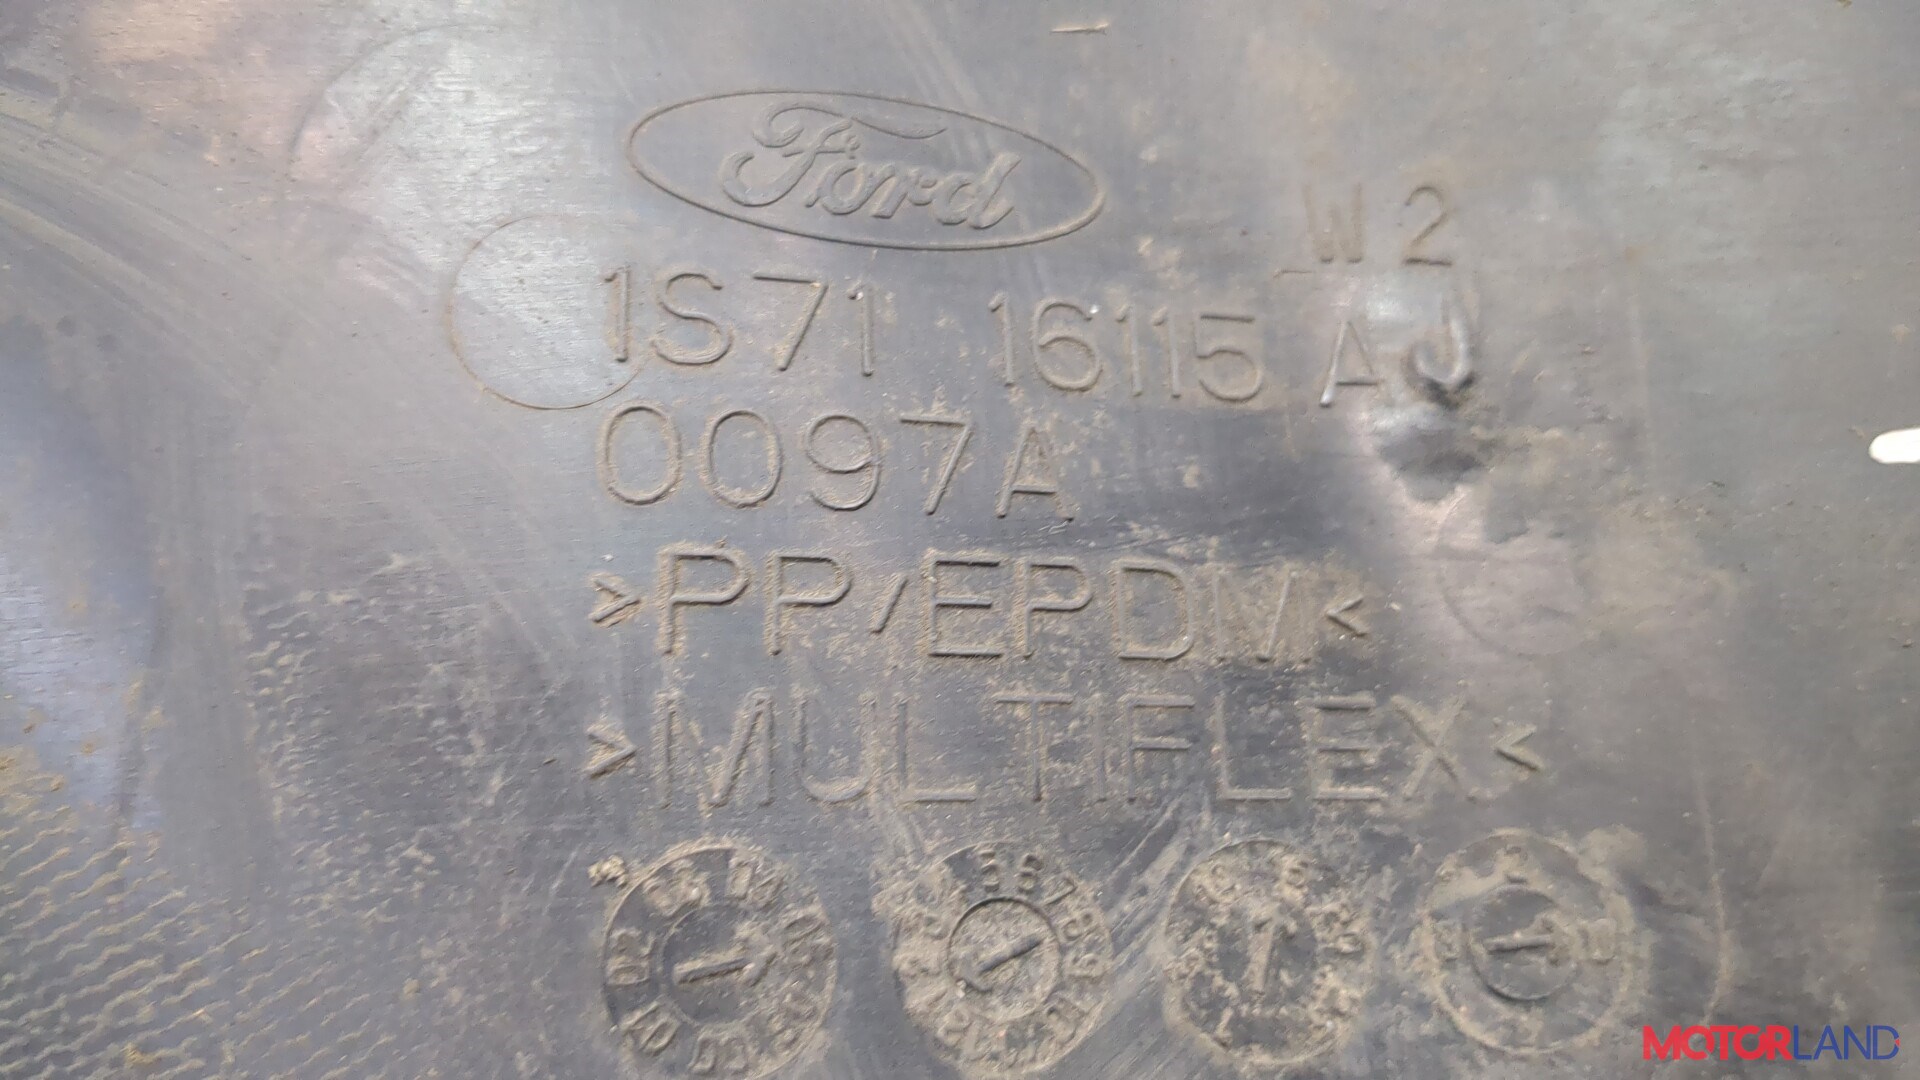 Ford
W2
1S71 16115 AJ
0097A
>PP/EPDM<
>MULTIFLEX<
MOTORLAND